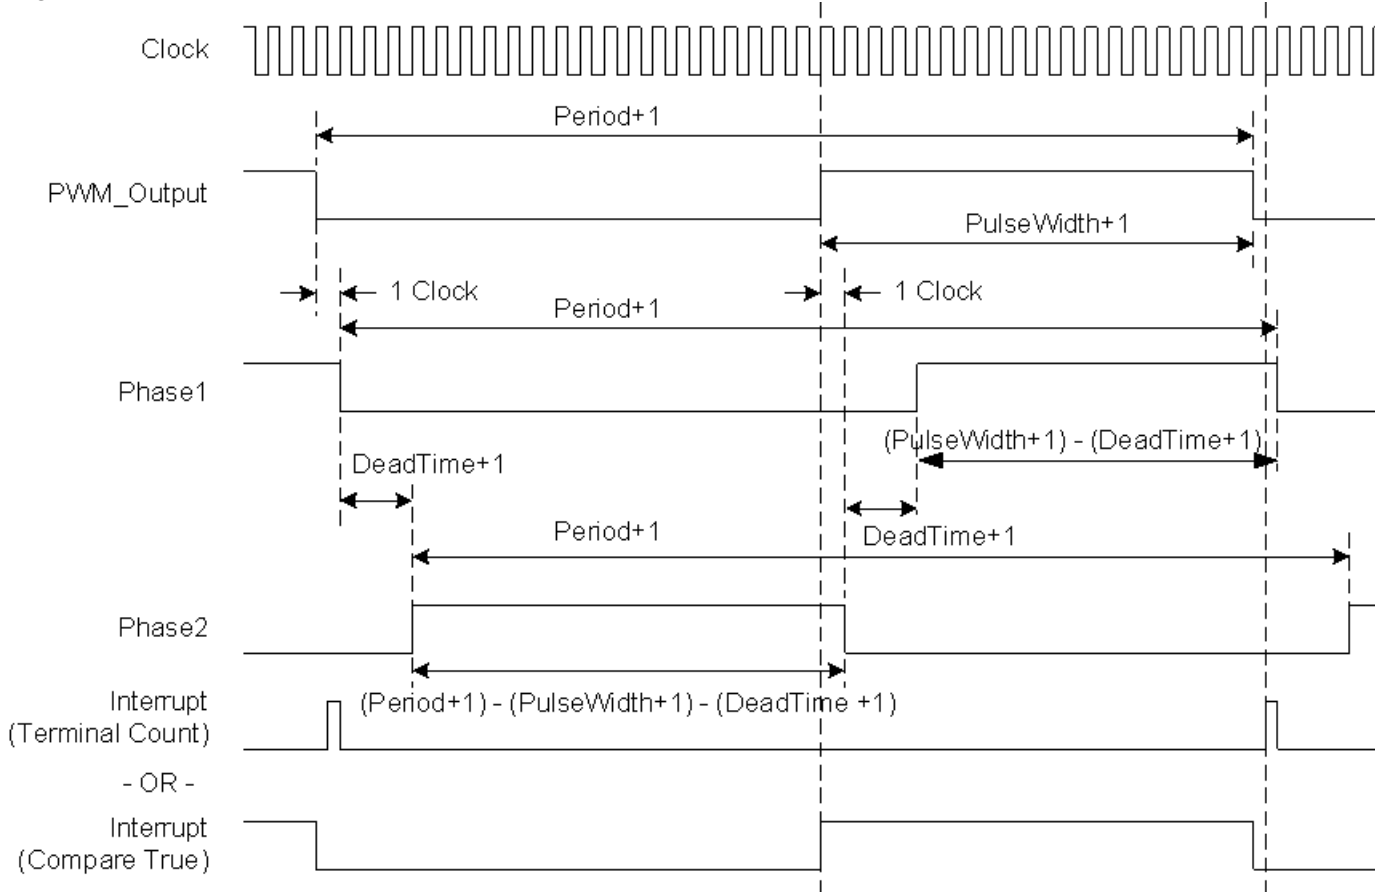 Clock
Period+1
PWM_Output
PulseWidth+1
1 Clock
1 Clock
Period+1
Phase1
(PulseWidth+1) - (DeadTime+1)
DeadTime+1
Period+1
DeadTime+1
Phase2
Interrupt
(Terminal Count)
(Period+1) - (PulseWidth+1) - (DeadTime +1)
- OR -
Interrupt
(Compare True)